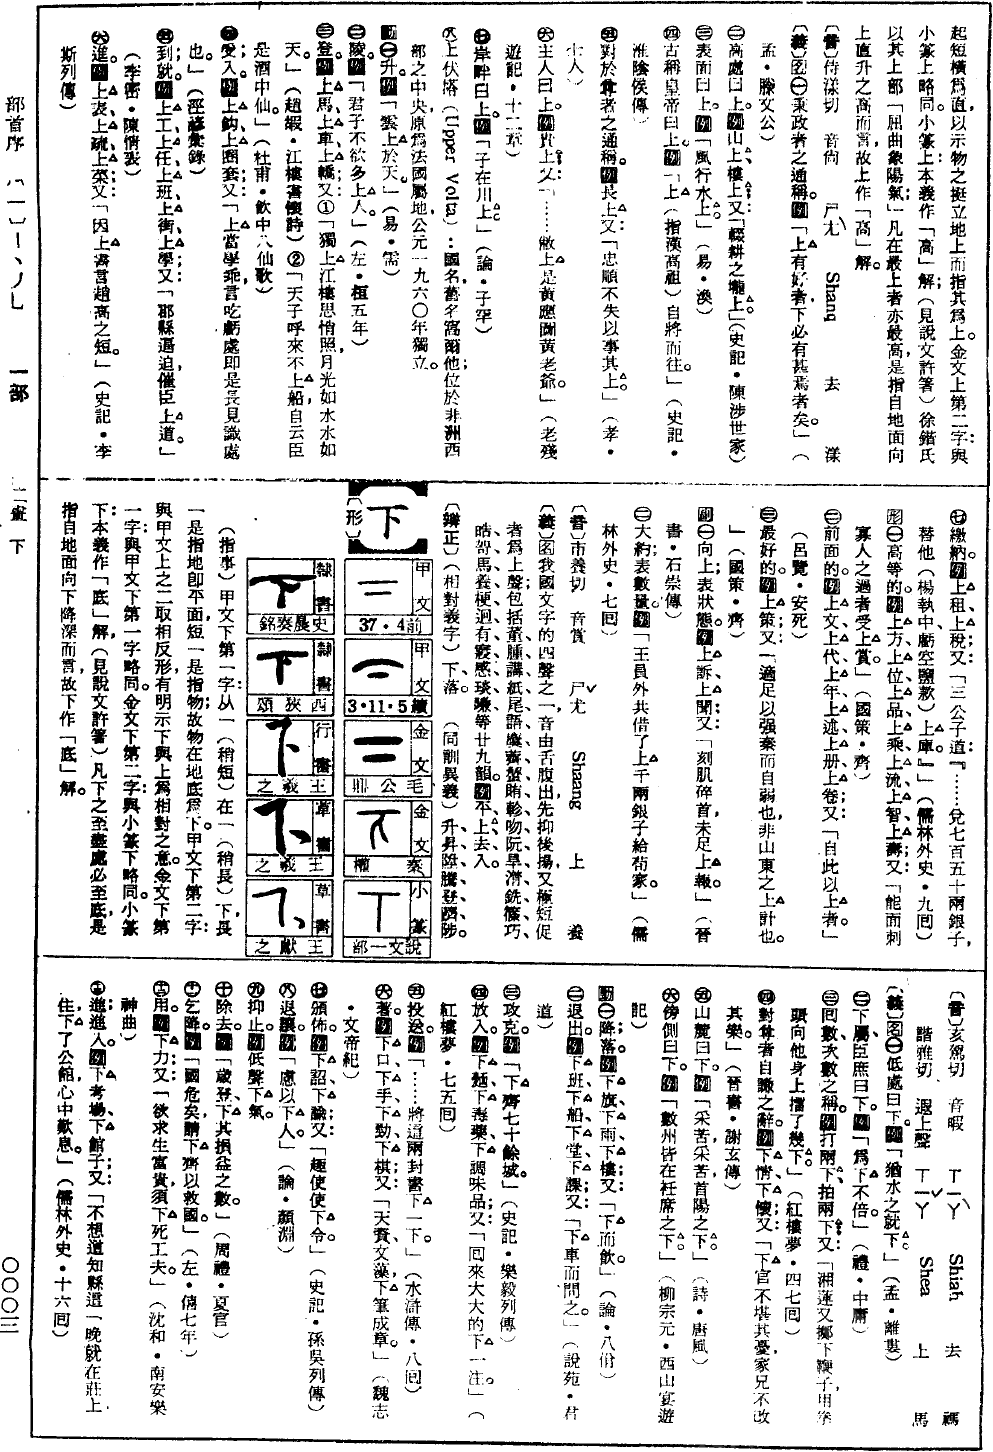 起短橫為直,以示物之挺立地上而指其為上。金文上第二字與
小篆上略同。小篆上本義作「高」解(見說文許箸)徐鍇氏
以其上部「屈曲象陽氣」凡在最上者亦最高,是指自地面向
上直升之高而言,故上作「高」解。
〔音〕侍漾切 音尚 ㄕㄤˋ Shang 去 漾
〔義〕名㊀秉政者之通稱。例「上有好者,下必有甚焉者矣」(
孟・滕文公)
㊁高處曰上。例山上樓上又「輟耕之壠上」(史記・陳涉世家)
㊂表面曰上。例「風行水上」(易・渙)
㊃古稱皇帝曰上。例「上(指漢高祖)自將而往。」(史記・
淮陰侯傳)
㊄對於尊者之通稱。例長上又「忠順不失以事其上。」(孝・
士人)
㊅主人曰上。例貴上又「……敝上是黃應圖黃老爺。」(老殘
遊記・十二章)
㊆岸畔曰上。例「子在川上。」(論・子罕)
㊇上伏塔(Upper Volta):國名,舊名窩爾他,位於非洲西
部之中央,原為法國屬地,公元一九六〇年獨立。
動㊀升。例「雲上於天」(易・需)
㊁陵。例「君子不欲多上人。」(左・桓五年)
㊂登。例上馬上車上轎又①「獨上江樓思悄照,月光如水水如
天」(趙嘏・江樓書懷詩)②「天子呼來不上船,自云臣
是酒中仙」(杜甫・飲中八仙歌)
㊃受入。例上鉤上圈套又「上當學乖,言吃虧處即是長見識處
也。」(涇諺彙錄)
㊄到就。例上工上任上班上衙上學又「郡縣逼迫,催臣上道。」
(李密・陳情表)
㊅進。例上表上疏上菜又「因上書言趙高之短。」(史記・李
斯列傳)
㊆繳納。例上租上稅又「三公子道『……兌七百五十兩銀子,
替他(楊執中虧空鹽款)上庫。』」(儒林外史・九回)
形㊀高等的。例上方上位上品上乘上流上智上壽又「能面刺
寡人之過者受上賞。」(國策・齊)
㊁前面的。例上文上代上年上述上册上卷又「自此以上者」
(呂覽・安死)
㊂最好的。例上策又「適足以强秦而自弱也,非山東之上計也。
」(國策・齊)
副㊀向上表狀態。例上訴上聞又「刻肌碎首,未足上報。」(晉
書・石崇傳)
㊁大約表數量。例「王員外共借了上千兩銀子給荀家。」(儒
林外史・七回)
〔音〕市養切 音賞 ㄕㄤˇ Shaang 上 養
〔義〕名我國文字的四聲之一,音由舌腹出,先抑後揚,又極短促
者為上聲,包括董腫講紙尾語麌薺蟹賄軫吻阮旱潸銑篠巧
皓哿馬養梗迥有寢感琰豏等廿九韻。例平上去入。
〔辨正〕(相對義字)下落。 (同訓異義)升昇陞騰登隮陟。
下
〔形〕
甲文 前4・37
甲文 續5・11・3
金文 毛公鼎
金文 秦權
小篆 說文一部
隸書 史晨奏銘
隸書 西狹頌
行書 王羲之
草書 王羲之
草書 王獻之
(指事)甲文下第一字:从一(稍短)在一(稍長)下,長
一是指地卽平面,短一是指物;故物在地底為下。甲文下第二字:
與甲文上之二取相反形,有明示下與上為相對之意。金文下第
一字:與甲文下第一字略同。金文下第二字與小篆下略同。小篆
下本義作「底」解(見說文許箸)凡下之至盡處必至底,是
指自地面向下降深而言,故下作「底」解。
〔音〕亥駕切 音暇 ㄒㄧㄚˋ Shiah 去 禡
諧雅切 遐上聲 ㄒㄧㄚˇ Shea 上 馬
〔義〕名㊀低處曰下。例「猶水之就下。」(孟・離婁)
㊁下屬臣庶曰下。例「為下不倍。」(禮・中庸)
㊂回數次數之稱。例打兩下拍兩下又「湘蓮又擲下鞭子,用拳
頭向他身上擂了幾下。」(紅樓夢・四七回)
㊃對尊者自謙之辭。例下情下懷又「下官不堪其憂,家兄不改
其樂」(晉書・謝玄傳)
㊄山麓曰下。例「采苦采苦,首陽之下。」(詩・唐風)
㊅傍側曰下。例「數州皆在衽席之下。」(柳宗元・西山宴遊
記)
動㊀降落。例下旗下雨下樓又「下而飲。」(論・八佾)
㊁退出。例下班下船下堂下課又「下車而問之。」(說苑・君
道)
㊂攻克。例「下齊七十餘城。」(史記・樂毅列傳)
㊃放入。例下麵下毒藥下調味品又「回來大大的下一注。」(
紅樓夢・七五回)
㊄投送。例「……將這兩封書下一下。」(水滸傳・八回)
㊅著。例下口下手下勁下棋又「天資文藻,下筆成章。」(魏志
・文帝紀)
㊆頒佈。例下詔下諭又「趣使使下令。」(史記・孫吳列傳)
㊇退讓。例「慮以下人。」(論・顏淵)
㊈抑止。例低聲下氣。
㊉除去。例「歲登下其損益之數。」(周禮・夏官)
(十一)乞降。例「國危矣,請下齊以救國。」(左・僖七年)
(十二)用。例下力又「欲求生富貴,須下死工夫。」(沈和・南安樂
神曲)
(十三)進,進入。例下考場下館子又「不想道知縣這一晚就在莊上
住,下了公館,心中歎息。」(儒林外史・十六回)
部首序 (一)一丨丶丿乚 一部 二畫 下 〇〇〇三